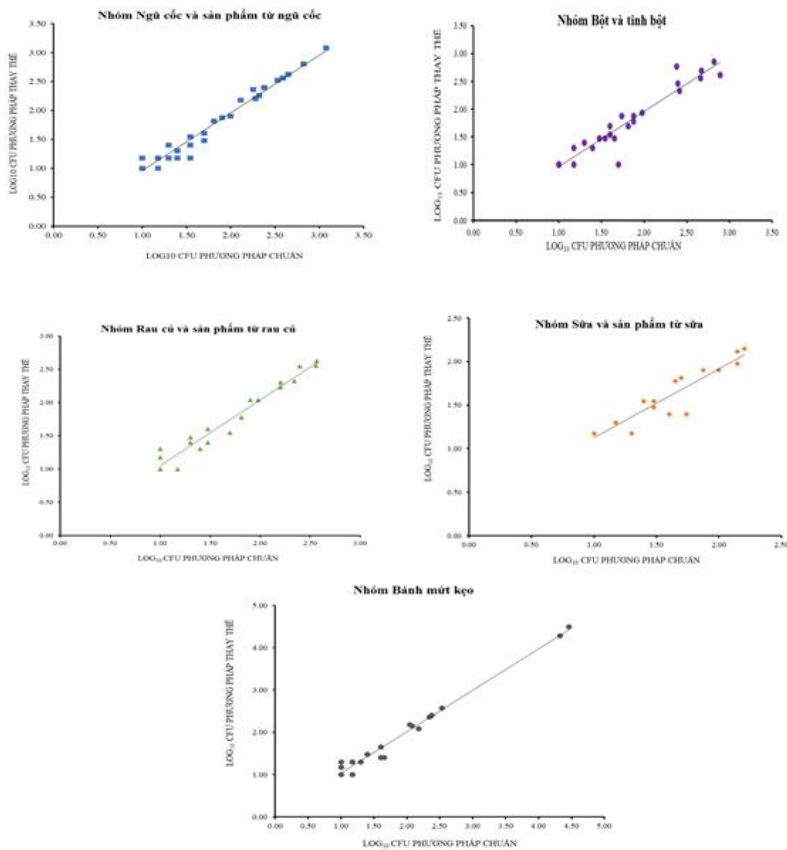 Nhóm Ngũ cốc và sản phẩm từ ngũ cốc
LOG10 CFU PHƯƠNG PHÁP THAY THẾ
3.50
3.00
2.50
2.00
1.50
1.00
0.50
0.00
0.00 0.50 1.00 1.50 2.00 2.50 3.00 3.50
LOG10 CFU PHƯƠNG PHÁP CHUẨN
Nhóm Bột và tinh bột
LOG₁₀ CFU PHƯƠNG PHÁP THAY THẾ
3.50
3.00
2.50
2.00
1.50
1.00
0.50
0.00
0.00 0.50 1.00 1.50 2.00 2.50 3.00 3.50
LOG₁₀ CFU PHƯƠNG PHÁP CHUẨN
Nhóm Rau củ và sản phẩm từ rau củ
LOG₁₀ CFU PHƯƠNG PHÁP THAY THẾ
3.00
2.50
2.00
1.50
1.00
0.50
0.00
0.00 0.50 1.00 1.50 2.00 2.50 3.00
LOG₁₀ CFU PHƯƠNG PHÁP CHUẨN
Nhóm Sữa và sản phẩm từ sữa
LOG₁₀ CFU PHƯƠNG PHÁP THAY THẾ
2.50
2.00
1.50
1.00
0.50
0.00
0.00 0.50 1.00 1.50 2.00 2.50
LOG₁₀ CFU PHƯƠNG PHÁP CHUẨN
Nhóm Bánh mứt kẹo
LOG₁₀ CFU PHƯƠNG PHÁP THAY THẾ
5.00
4.00
3.00
2.00
1.00
0.00
0.00 0.50 1.00 1.50 2.00 2.50 3.00 3.50 4.00 4.50 5.00
LOG₁₀ CFU PHƯƠNG PHÁP CHUẨN